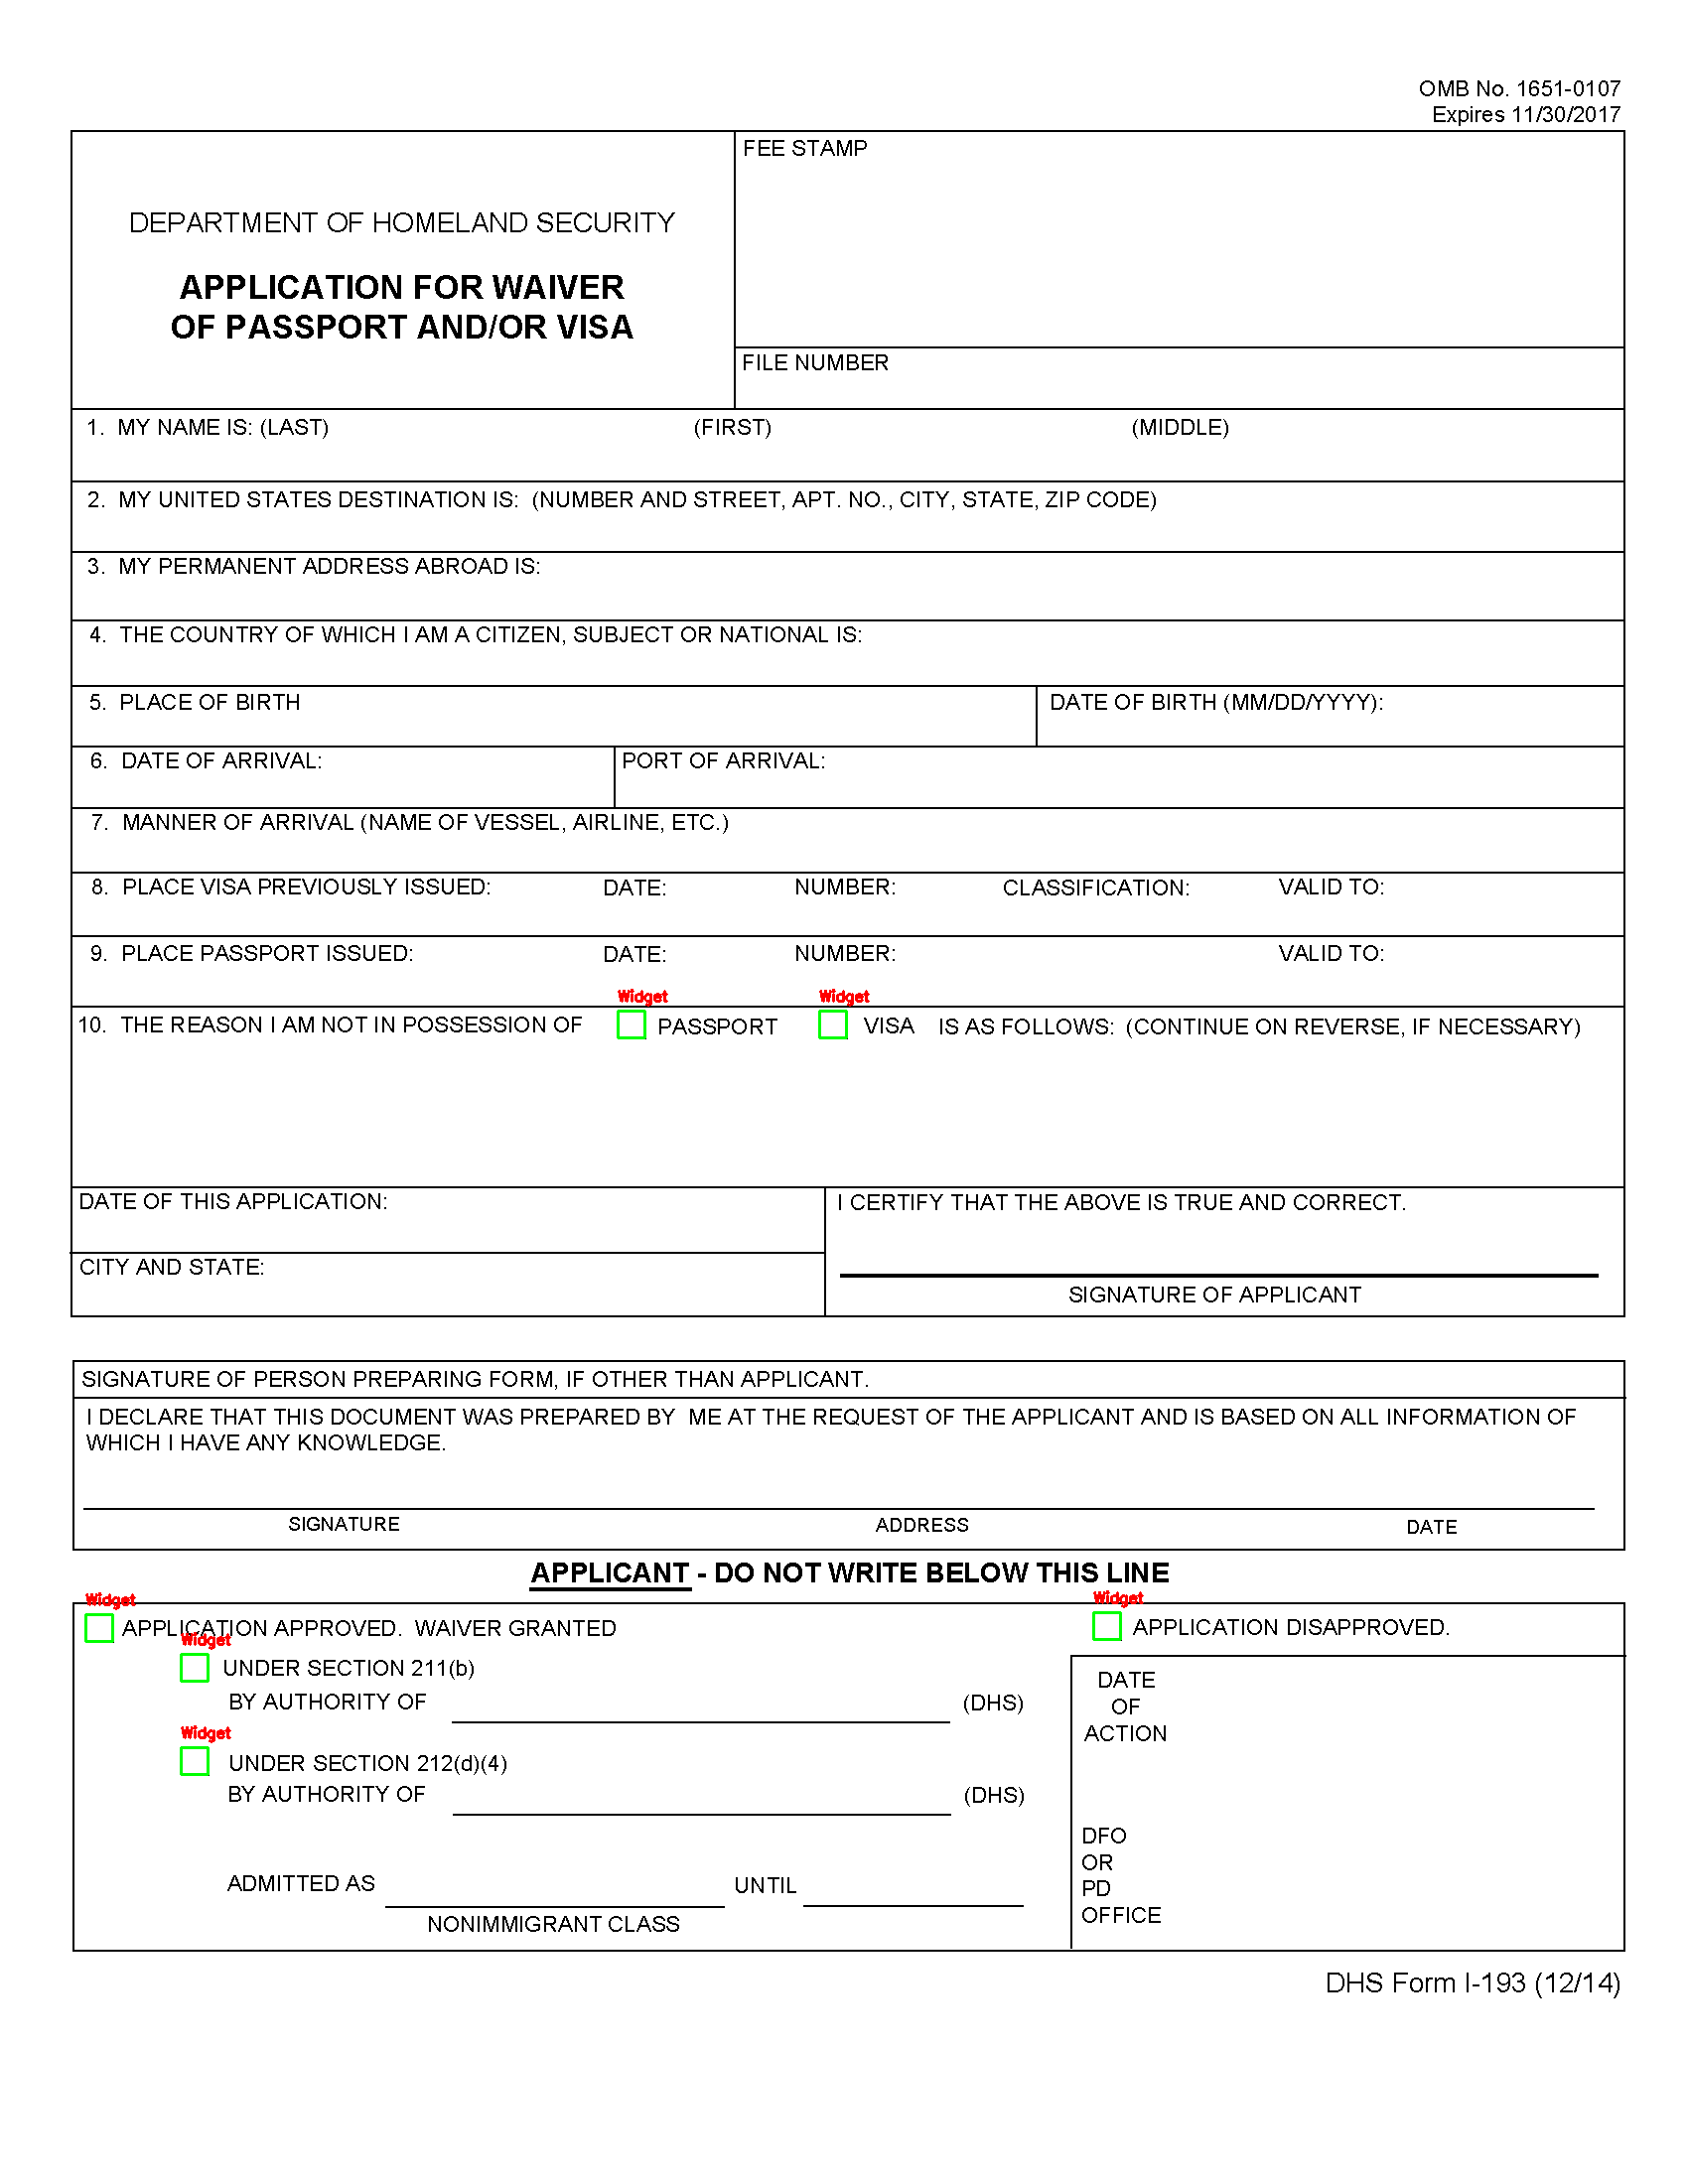 OMB No. 1651-0107
Expires 11/30/2017
FEE STAMP
DEPARTMENT OF HOMELAND SECURITY
APPLICATION FOR WAIVER
OF PASSPORT AND/OR VISA
FILE NUMBER
1. MY NAME IS: (LAST) (FIRST) (MIDDLE)
2. MY UNITED STATES DESTINATION IS: (NUMBER AND STREET, APT. NO., CITY, STATE, ZIP CODE)
3. MY PERMANENT ADDRESS ABROAD IS:
4. THE COUNTRY OF WHICH I AM A CITIZEN, SUBJECT OR NATIONAL IS:
5. PLACE OF BIRTH DATE OF BIRTH (MM/DD/YYYY):
6. DATE OF ARRIVAL: PORT OF ARRIVAL:
7. MANNER OF ARRIVAL (NAME OF VESSEL, AIRLINE, ETC.)
8. PLACE VISA PREVIOUSLY ISSUED: DATE: NUMBER: CLASSIFICATION: VALID TO:
9. PLACE PASSPORT ISSUED: DATE: NUMBER: VALID TO:
Widget Widget
10. THE REASON I AM NOT IN POSSESSION OF PASSPORT VISA IS AS FOLLOWS: (CONTINUE ON REVERSE, IF NECESSARY)
DATE OF THIS APPLICATION:
I CERTIFY THAT THE ABOVE IS TRUE AND CORRECT.
CITY AND STATE:
SIGNATURE OF APPLICANT
SIGNATURE OF PERSON PREPARING FORM, IF OTHER THAN APPLICANT.
I DECLARE THAT THIS DOCUMENT WAS PREPARED BY ME AT THE REQUEST OF THE APPLICANT AND IS BASED ON ALL INFORMATION OF
WHICH I HAVE ANY KNOWLEDGE.
SIGNATURE ADDRESS DATE
APPLICANT - DO NOT WRITE BELOW THIS LINE
Widget Widget
APPLICATION APPROVED. WAIVER GRANTED
APPLICATION DISAPPROVED.
Widget
UNDER SECTION 211(b)
BY AUTHORITY OF (DHS)
Widget
UNDER SECTION 212(d)(4)
BY AUTHORITY OF (DHS)
ADMITTED AS UNTIL
NONIMMIGRANT CLASS
DATE
OF
ACTION
DFO
OR
PD
OFFICE
DHS Form I-193 (12/14)